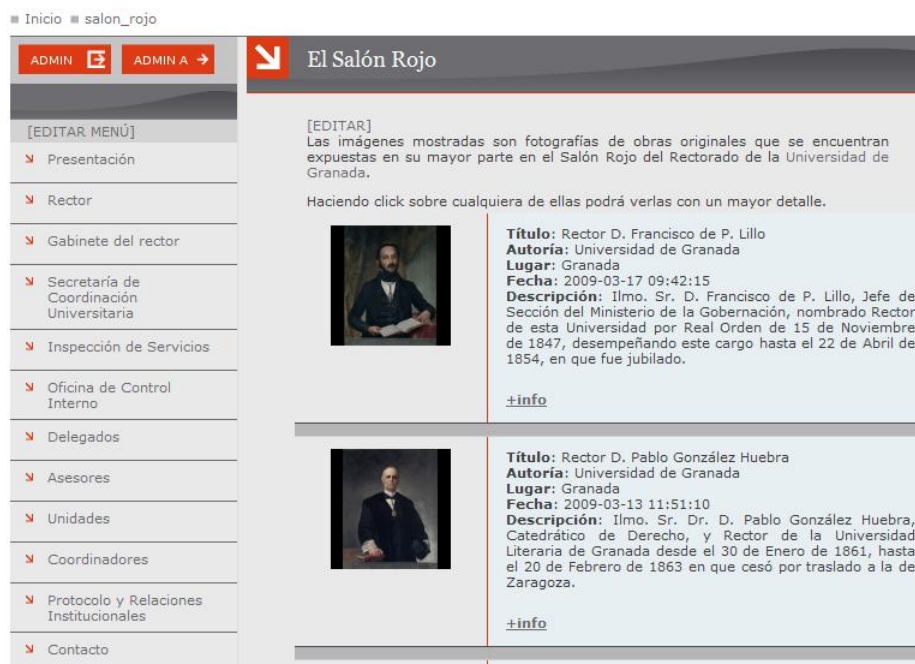 Inicio salon_rojo
ADMIN ADMIN A
El Salón Rojo
[EDITAR MENÚ]
Presentación
Rector
Gabinete del rector
Secretaría de
Coordinación
Universitaria
Inspección de Servicios
Oficina de Control
Interno
Delegados
Asesores
Unidades
Coordinadores
Protocolo y Relaciones
Institucionales
Contacto
[EDITAR]
Las imágenes mostradas son fotografías de obras originales que se encuentran
expuestas en su mayor parte en el Salón Rojo del Rectorado de la Universidad de
Granada.
Haciendo click sobre cualquiera de ellas podrá verlas con un mayor detalle.
Título: Rector D. Francisco de P. Lillo
Autoría: Universidad de Granada
Lugar: Granada
Fecha: 2009-03-17 09:42:15
Descripción: Ilmo. Sr. D. Francisco de P. Lillo, Jefe de
Sección del Ministerio de la Gobernación, nombrado Rector
de esta Universidad por Real Orden de 15 de Noviembre
de 1847, desempeñando este cargo hasta el 22 de Abril de
1854, en que fue jubilado.
+info
Título: Rector D. Pablo González Huebra
Autoría: Universidad de Granada
Lugar: Granada
Fecha: 2009-03-13 11:51:10
Descripción: Ilmo. Sr. Dr. D. Pablo González Huebra,
Catedrático de Derecho, y Rector de la Universidad
Literaria de Granada desde el 30 de Enero de 1861, hasta
el 20 de Febrero de 1863 en que cesó por traslado a la de
Zaragoza.
+info